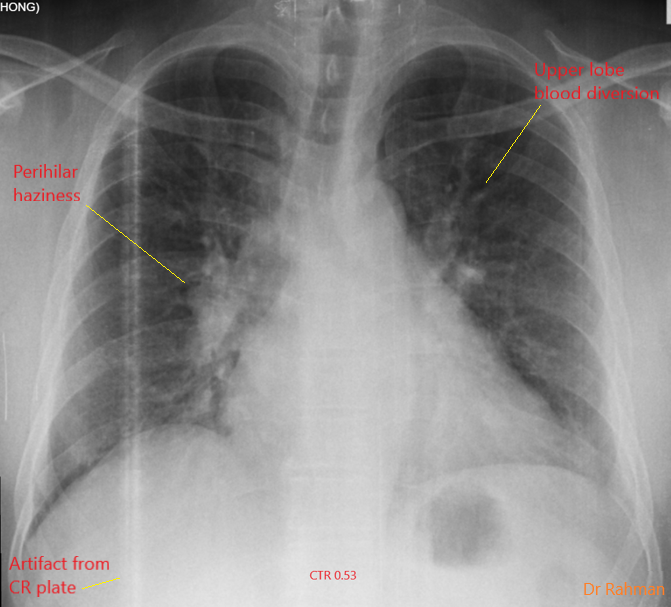 HONG)
Upper lobe
blood diversion
Perihilar
haziness
Artifact from
CR plate
CTR 0.53
Dr Rahman